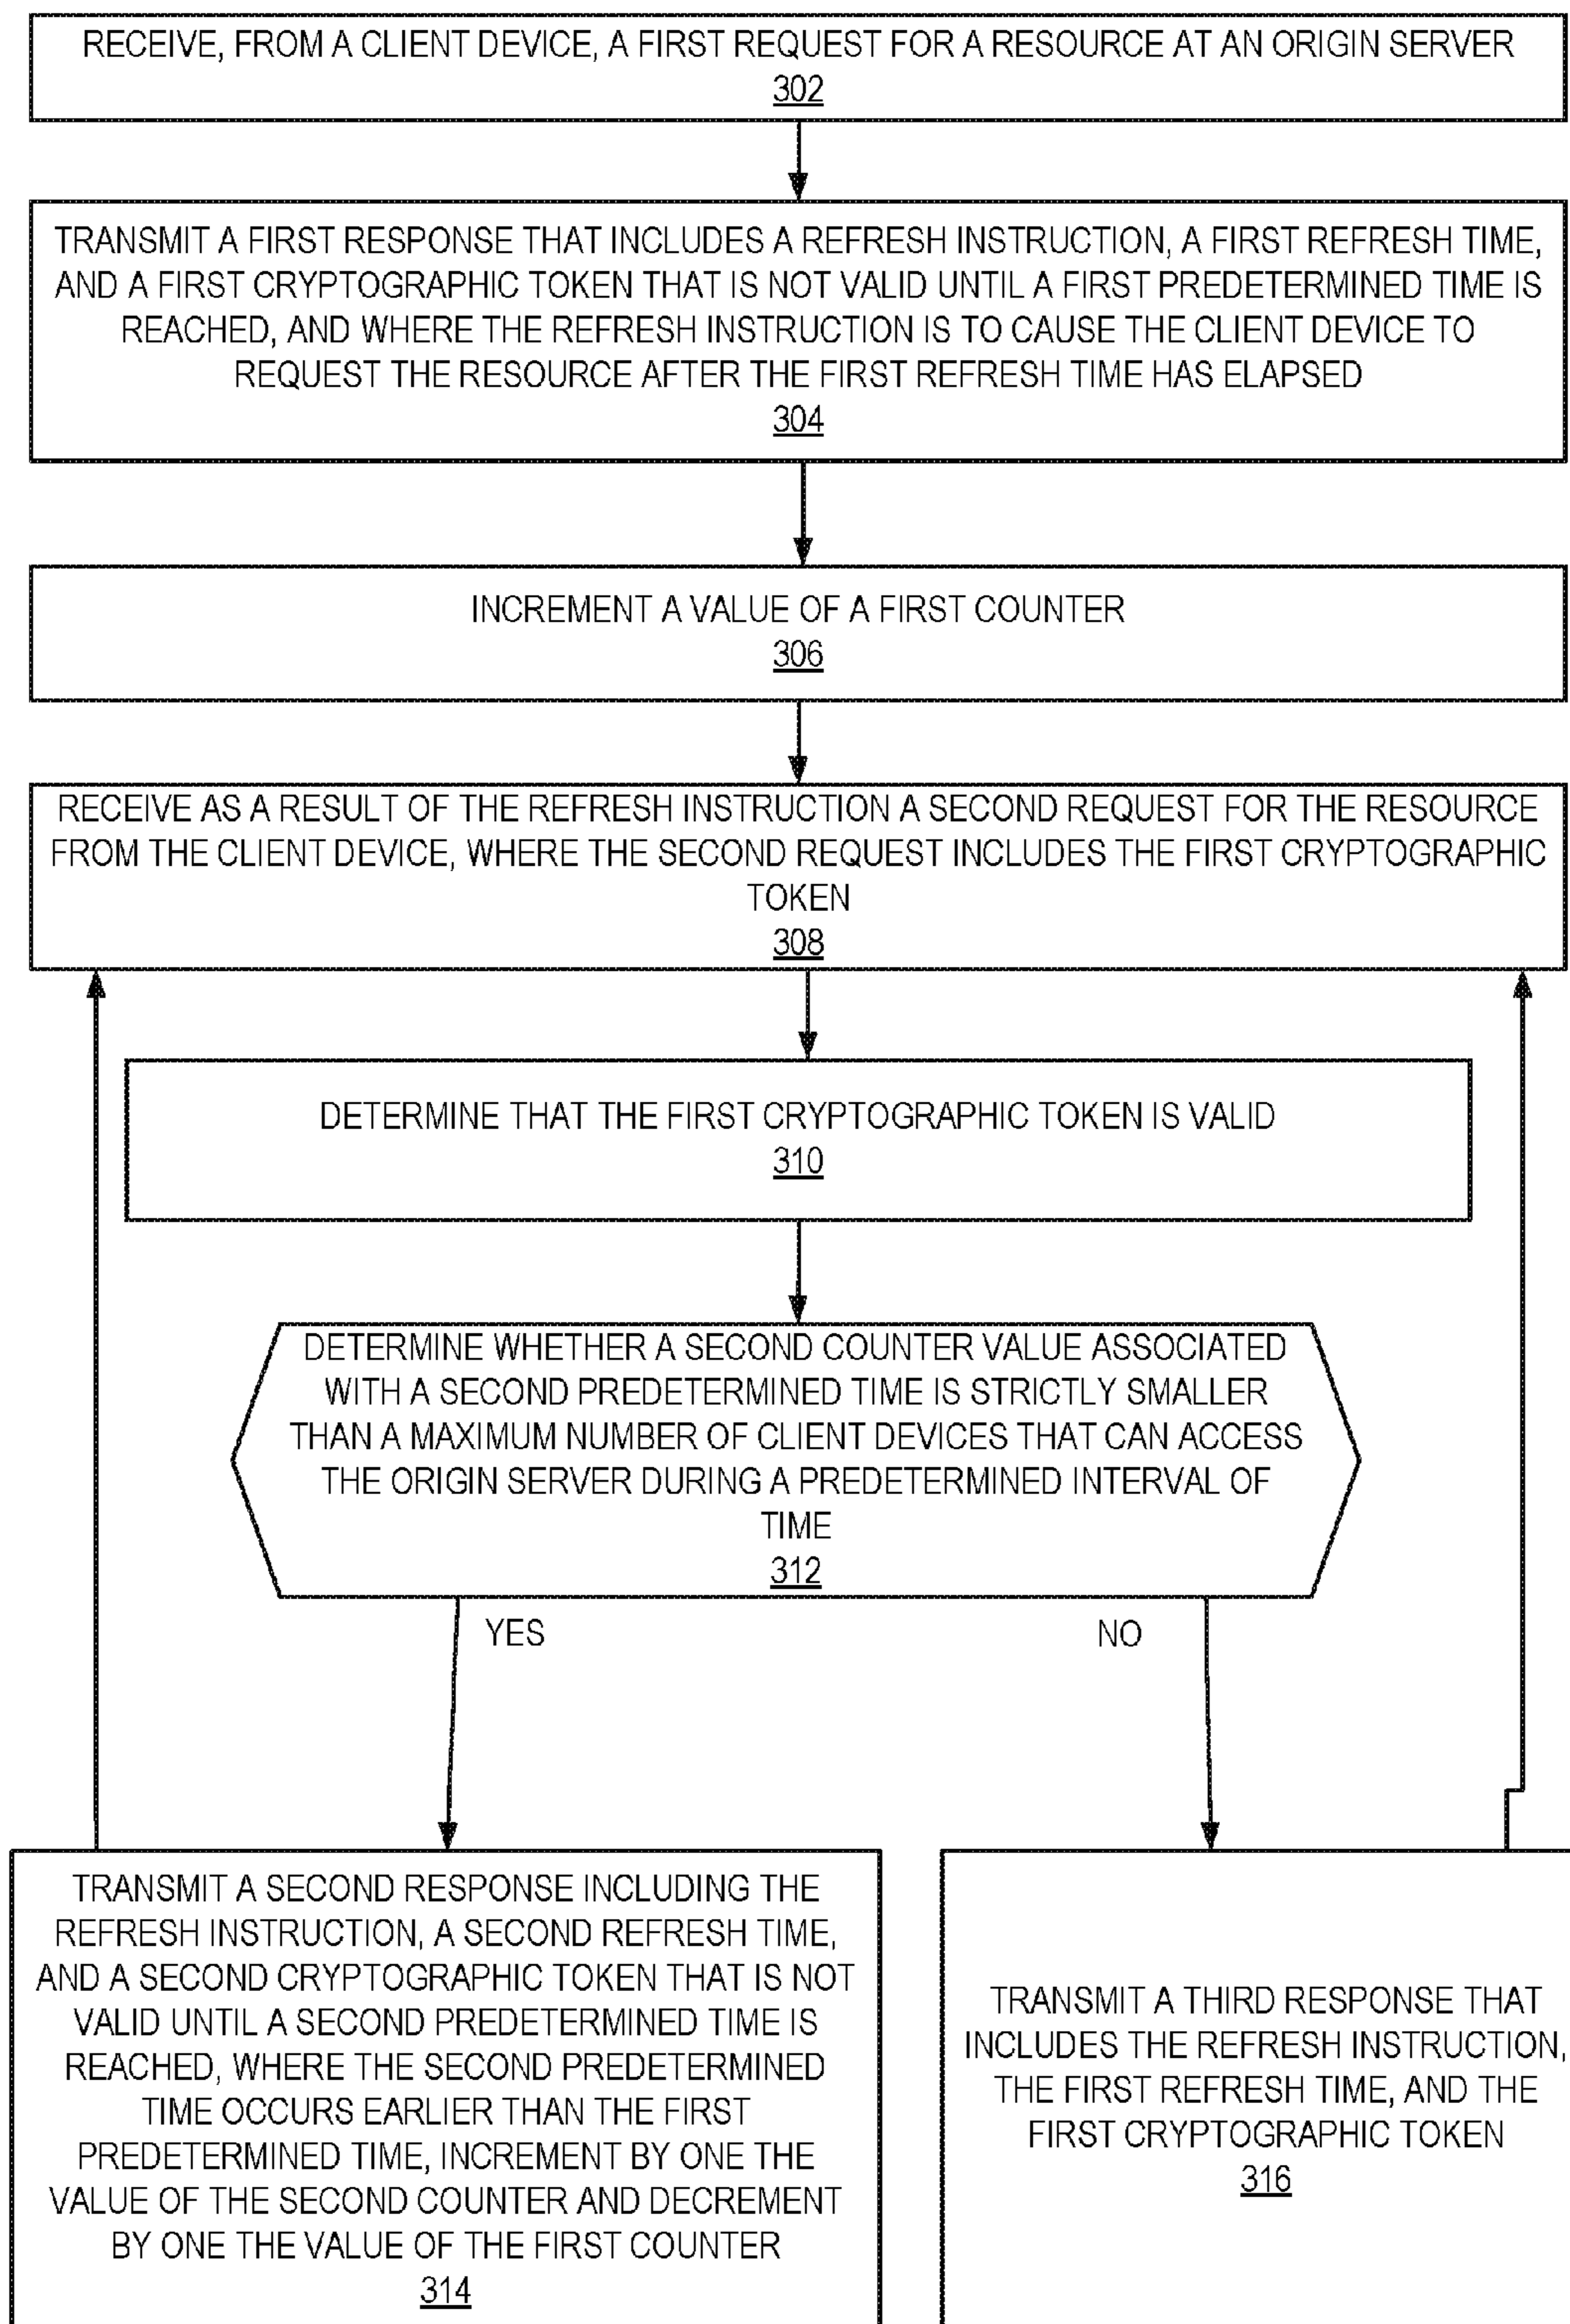 RECEIVE, FROM A CLIENT DEVICE, A FIRST REQUEST FOR A RESOURCE AT AN ORIGIN SERVER
302
TRANSMIT A FIRST RESPONSE THAT INCLUDES A REFRESH INSTRUCTION, A FIRST REFRESH TIME,
AND A FIRST CRYPTOGRAPHIC TOKEN THAT IS NOT VALID UNTIL A FIRST PREDETERMINED TIME IS
REACHED, AND WHERE THE REFRESH INSTRUCTION IS TO CAUSE THE CLIENT DEVICE TO
REQUEST THE RESOURCE AFTER THE FIRST REFRESH TIME HAS ELAPSED
304
INCREMENT A VALUE OF A FIRST COUNTER
306
RECEIVE AS A RESULT OF THE REFRESH INSTRUCTION A SECOND REQUEST FOR THE RESOURCE
FROM THE CLIENT DEVICE, WHERE THE SECOND REQUEST INCLUDES THE FIRST CRYPTOGRAPHIC
TOKEN
308
DETERMINE THAT THE FIRST CRYPTOGRAPHIC TOKEN IS VALID
310
DETERMINE WHETHER A SECOND COUNTER VALUE ASSOCIATED
WITH A SECOND PREDETERMINED TIME IS STRICTLY SMALLER
THAN A MAXIMUM NUMBER OF CLIENT DEVICES THAT CAN ACCESS
THE ORIGIN SERVER DURING A PREDETERMINED INTERVAL OF
TIME
312
YES
NO
TRANSMIT A SECOND RESPONSE INCLUDING THE
REFRESH INSTRUCTION, A SECOND REFRESH TIME,
AND A SECOND CRYPTOGRAPHIC TOKEN THAT IS NOT
VALID UNTIL A SECOND PREDETERMINED TIME IS
REACHED, WHERE THE SECOND PREDETERMINED
TIME OCCURS EARLIER THAN THE FIRST
PREDETERMINED TIME, INCREMENT BY ONE THE
VALUE OF THE SECOND COUNTER AND DECREMENT
BY ONE THE VALUE OF THE FIRST COUNTER
314
TRANSMIT A THIRD RESPONSE THAT
INCLUDES THE REFRESH INSTRUCTION,
THE FIRST REFRESH TIME, AND THE
FIRST CRYPTOGRAPHIC TOKEN
316